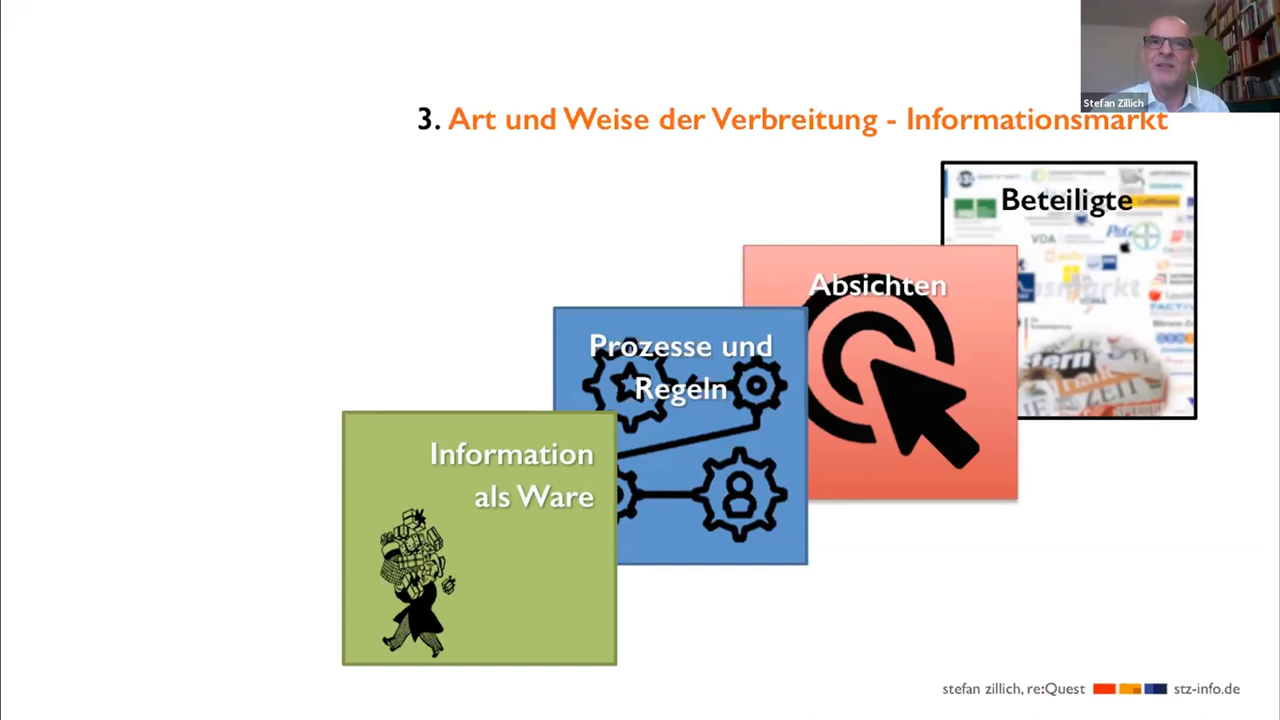 Stefan Zillich
3. Art und Weise der Verbreitung - Informationsmarkt
Beteiligte
VDA
P&G
Absichten
Prozesse und
Regeln
Information
als Ware
stefan zillich, re:Quest
stz-info.de